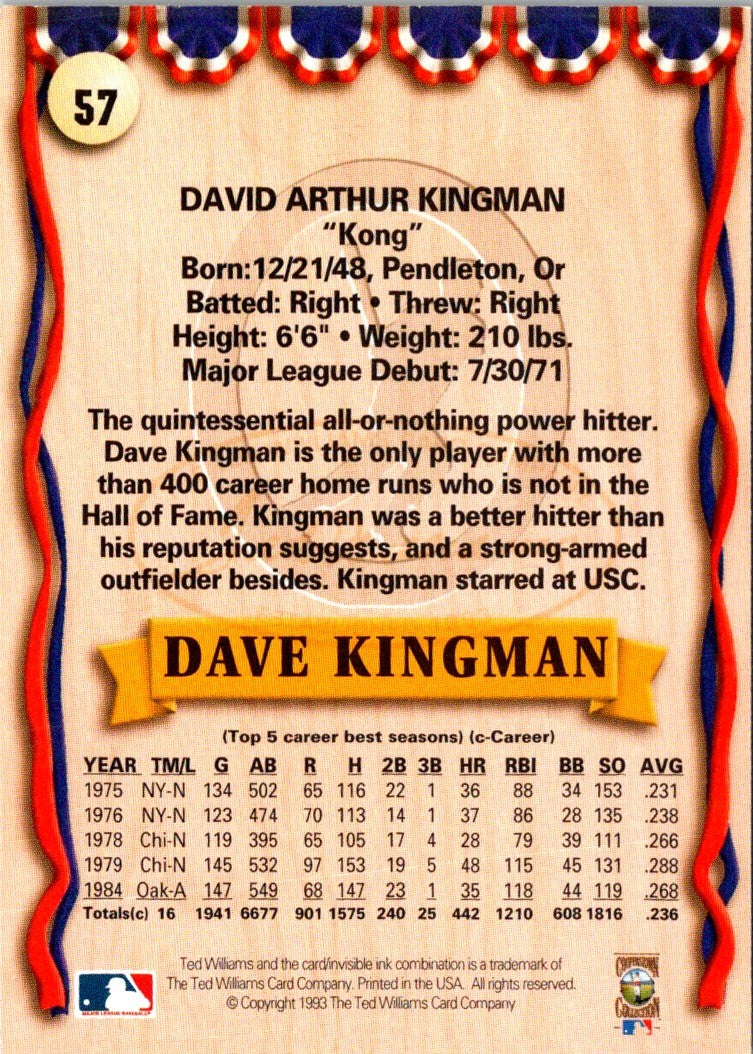 57
DAVID ARTHUR KINGMAN
“Kong”
Born:12/21/48, Pendleton, Or
Batted: Right • Threw: Right
Height: 6'6" • Weight: 210 lbs.
Major League Debut: 7/30/71
The quintessential all-or-nothing power hitter.
Dave Kingman is the only player with more
than 400 career home runs who is not in the
Hall of Fame. Kingman was a better hitter than
his reputation suggests, and a strong-armed
outfielder besides. Kingman starred at USC.
DAVE KINGMAN
(Top 5 career best seasons) (c-Career)
YEAR TM/L G AB R H 2B 3B HR RBI BB SO AVG
1975 NY-N 134 502 65 116 22 1 36 88 34 153 .231
1976 NY-N 123 474 70 113 14 1 37 86 28 135 .238
1978 Chi-N 119 395 65 105 17 4 28 79 39 111 .266
1979 Chi-N 145 532 97 153 19 5 48 115 45 131 .288
1984 Oak-A 147 549 68 147 23 1 35 118 44 119 .268
Totals(c) 16 1941 6677 901 1575 240 25 442 1210 608 1816 .236
Ted Williams and the card/invisible ink combination is a trademark of
The Ted Williams Card Company. Printed in the USA. All rights reserved.
© Copyright 1993 The Ted Williams Card Company
MAJOR LEAGUE BASEBALL
COOPERSTOWN
COLLECTION